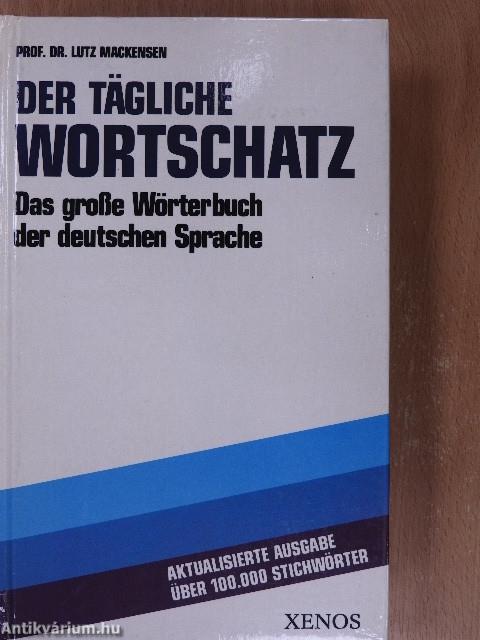 PROF. DR. LUTZ MACKENSEN
DER TÄGLICHE
WORTSCHATZ
Das große Wörterbuch
der deutschen Sprache
AKTUALISIERTE AUSGABE
ÜBER 100.000 STICHWÖRTER
XENOS
Antikvárium.hu